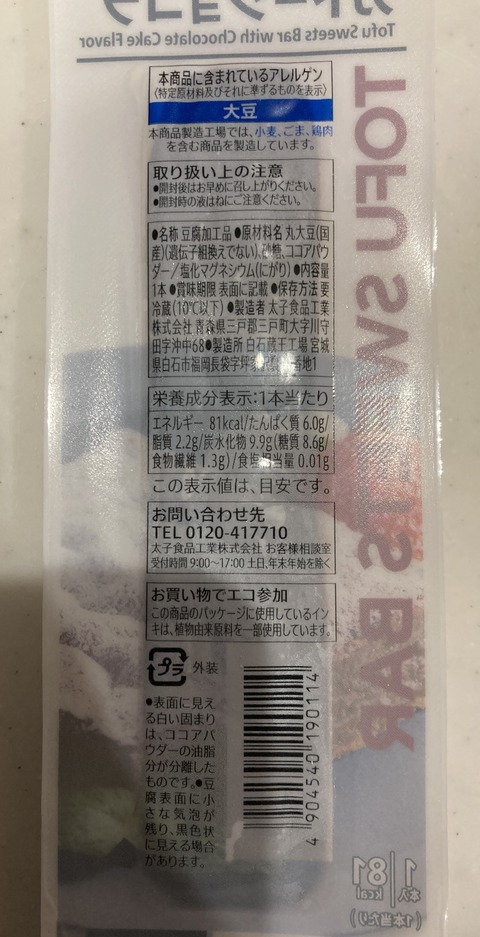 ガトーショコラ
Tofu Sweets Bar with Chocolate Cake Flavor
TOFU SWEETS BAR
本商品に含まれているアレルゲン
(特定原材料及びそれに準ずるものを表示)
大豆
本商品製造工場では、小麦、ごま、鶏肉
を含む商品を製造しています。
取り扱い上の注意
●開封後はお早めに召し上がりください。
●開封時の液はねにご注意ください。
●名称 豆腐加工品 ●原材料名 丸大豆(国
産)(遺伝子組換えでない)、砂糖、ココアパウ
ダー/塩化マグネシウム(にがり) ●内容量
1本 ●賞味期限 表面に記載 ●保存方法 要
冷蔵(10℃以下) ●製造者 太子食品工業
株式会社 青森県三戸郡三戸町大字川守
田字沖中68●製造所 白石蔵王工場 宮城
県白石市福岡長袋字坪 番地1
栄養成分表示:1本当たり
エネルギー 81kcal/たんぱく質 6.0g/
脂質 2.2g/炭水化物 9.9g(糖質 8.6g/
食物繊維 1.3g)/食塩相当量 0.01g
この表示値は、目安です。
お問い合わせ先
TEL 0120-417710
太子食品工業株式会社 お客様相談室
受付時間 9:00~17:00 土日、年末年始を除く
お買い物でエコ参加
この商品のパッケージに使用しているイン
キは、植物由来原料を一部使用しています。
プラ 外装
●表面に見え
る白い固まり
は、ココアパ
ウダーの油脂
分が分離した
ものです。●豆
腐表面に小
さな気泡が
残り、黒色状
に見える場合
があります。
4 904540 190114
1本入 81kcal
(1本当たり)